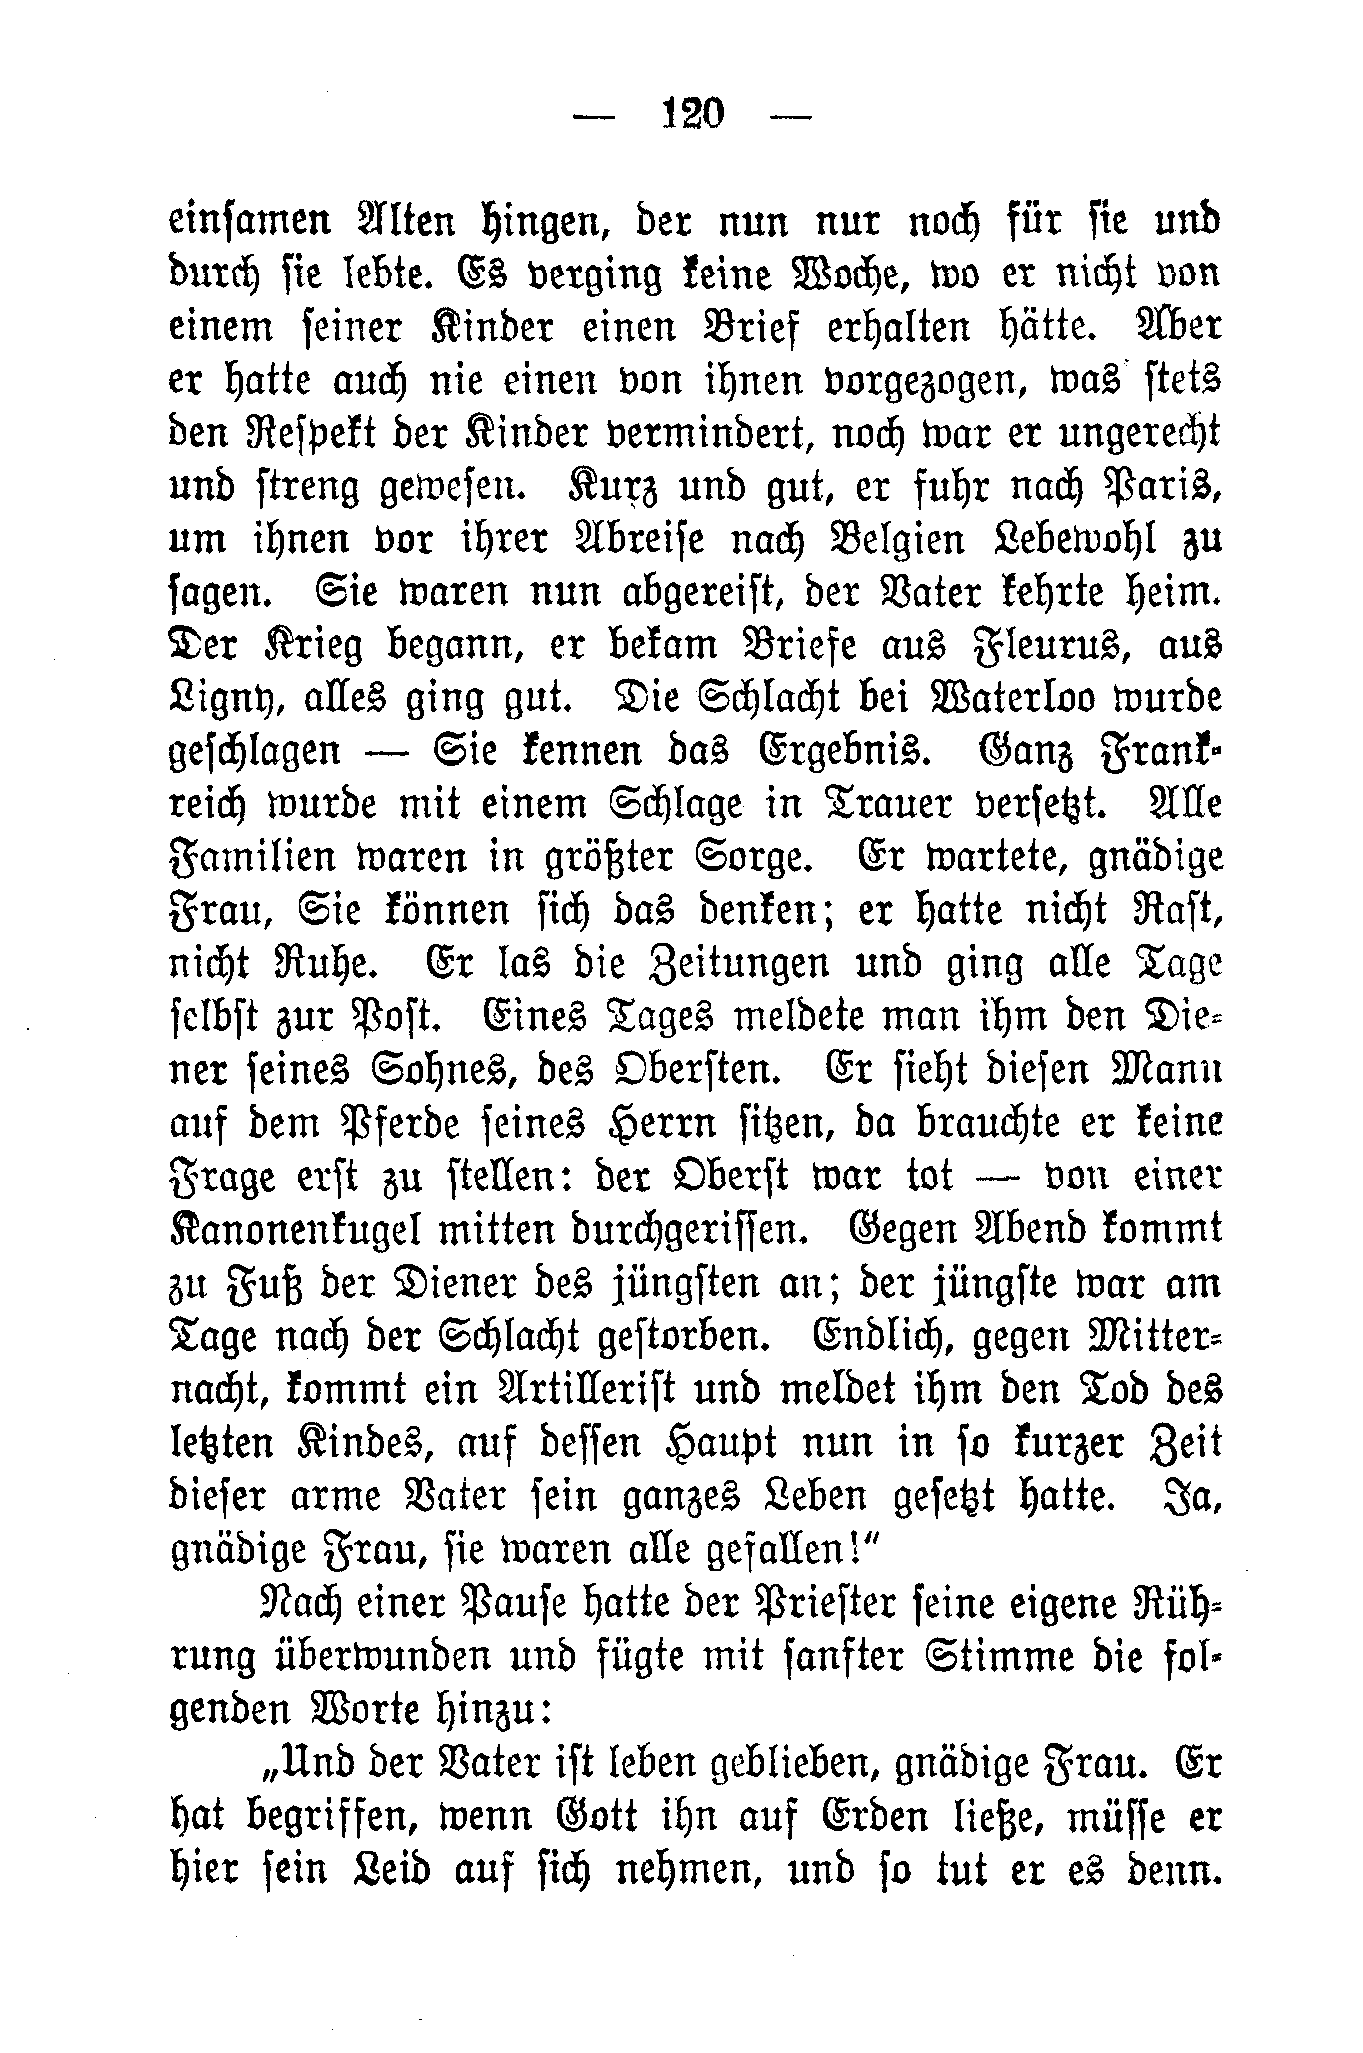 — 120 —
einsamen Alten hingen, der nun nur noch für sie und
durch sie lebte. Es verging keine Woche, wo er nicht von
einem seiner Kinder einen Brief erhalten hätte. Aber
er hatte auch nie einen von ihnen vorgezogen, was stets
den Respekt der Kinder vermindert, noch war er ungerecht
und streng gewesen. Kurz und gut, er fuhr nach Paris,
um ihnen vor ihrer Abreise nach Belgien Lebewohl zu
sagen. Sie waren nun abgereist, der Vater kehrte heim.
Der Krieg begann, er bekam Briefe aus Fleurus, aus
Ligny, alles ging gut. Die Schlacht bei Waterloo wurde
geschlagen — Sie kennen das Ergebnis. Ganz Frank-
reich wurde mit einem Schlage in Trauer versetzt. Alle
Familien waren in größter Sorge. Er wartete, gnädige
Frau, Sie können sich das denken; er hatte nicht Rast,
nicht Ruhe. Er las die Zeitungen und ging alle Tage
selbst zur Post. Eines Tages meldete man ihm den Die-
ner seines Sohnes, des Obersten. Er sieht diesen Mann
auf dem Pferde seines Herrn sitzen, da brauchte er keine
Frage erst zu stellen: der Oberst war tot — von einer
Kanonenkugel mitten durchgerissen. Gegen Abend kommt
zu Fuß der Diener des jüngsten an; der jüngste war am
Tage nach der Schlacht gestorben. Endlich, gegen Mitter-
nacht, kommt ein Artillerist und meldet ihm den Tod des
letzten Kindes, auf dessen Haupt nun in so kurzer Zeit
dieser arme Vater sein ganzes Leben gesetzt hatte. Ja,
gnädige Frau, sie waren alle gefallen!“
Nach einer Pause hatte der Priester seine eigene Rüh-
rung überwunden und fügte mit sanfter Stimme die fol-
genden Worte hinzu:
„Und der Vater ist leben geblieben, gnädige Frau. Er
hat begriffen, wenn Gott ihn auf Erden ließe, müsse er
hier sein Leid auf sich nehmen, und so tut er es denn.